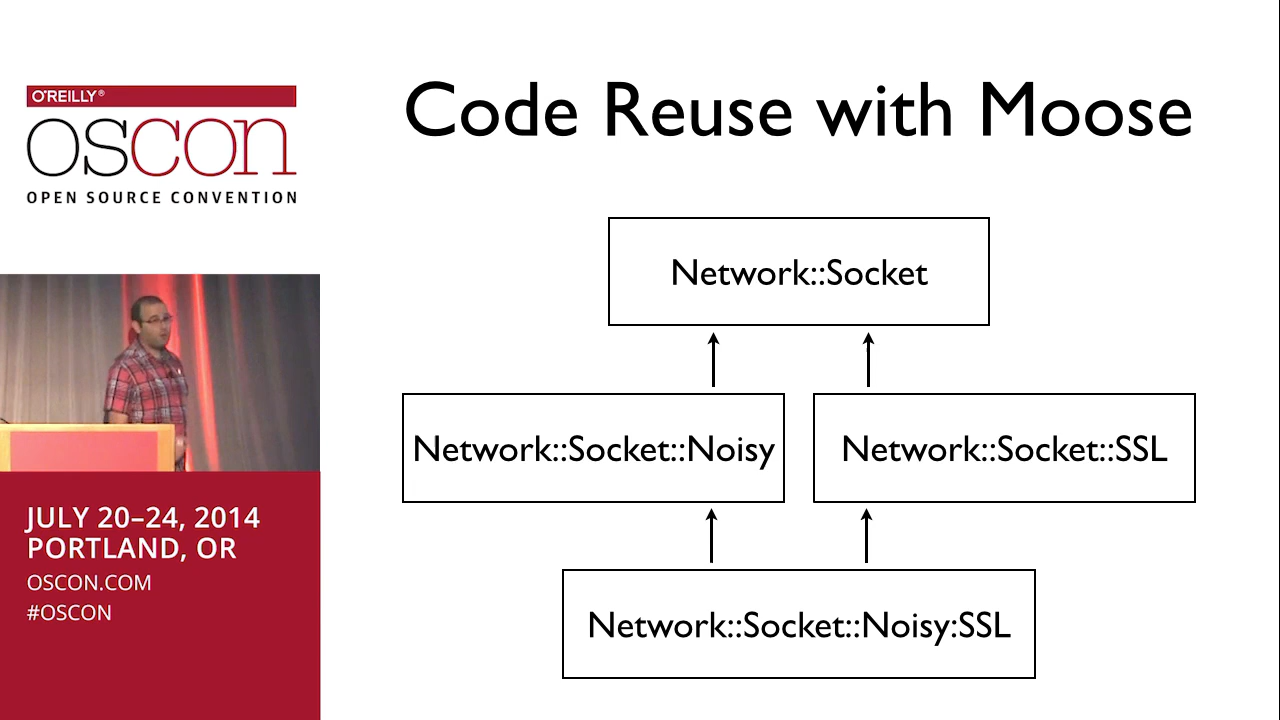 O'REILLY®
oscon
OPEN SOURCE CONVENTION
JULY 20–24, 2014
PORTLAND, OR
OSCON.COM
#OSCON
Code Reuse with Moose
Network::Socket
Network::Socket::Noisy
Network::Socket::SSL
Network::Socket::Noisy:SSL